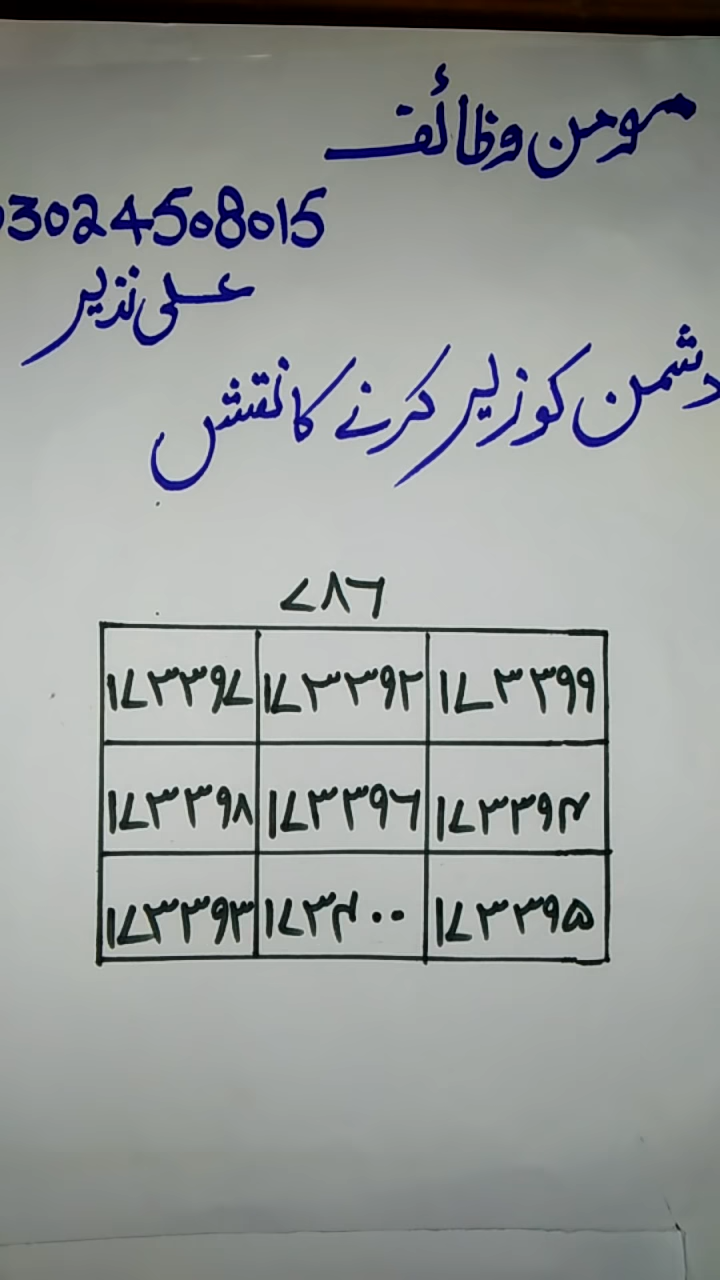 مومن وظائف
03024508015
علی نذیر
دشمن کو زیر کرنے کا نقش
۷۸۶
۱۷۳۳۹۷ ۱۷۳۳۹۲ ۱۷۳۳۹۹
۱۷۳۳۹۸ ۱۷۳۳۹۶ ۱۷۳۳۹۴
۱۷۳۳۹۳ ۱۷۳۴۰۰ ۱۷۳۳۹۵